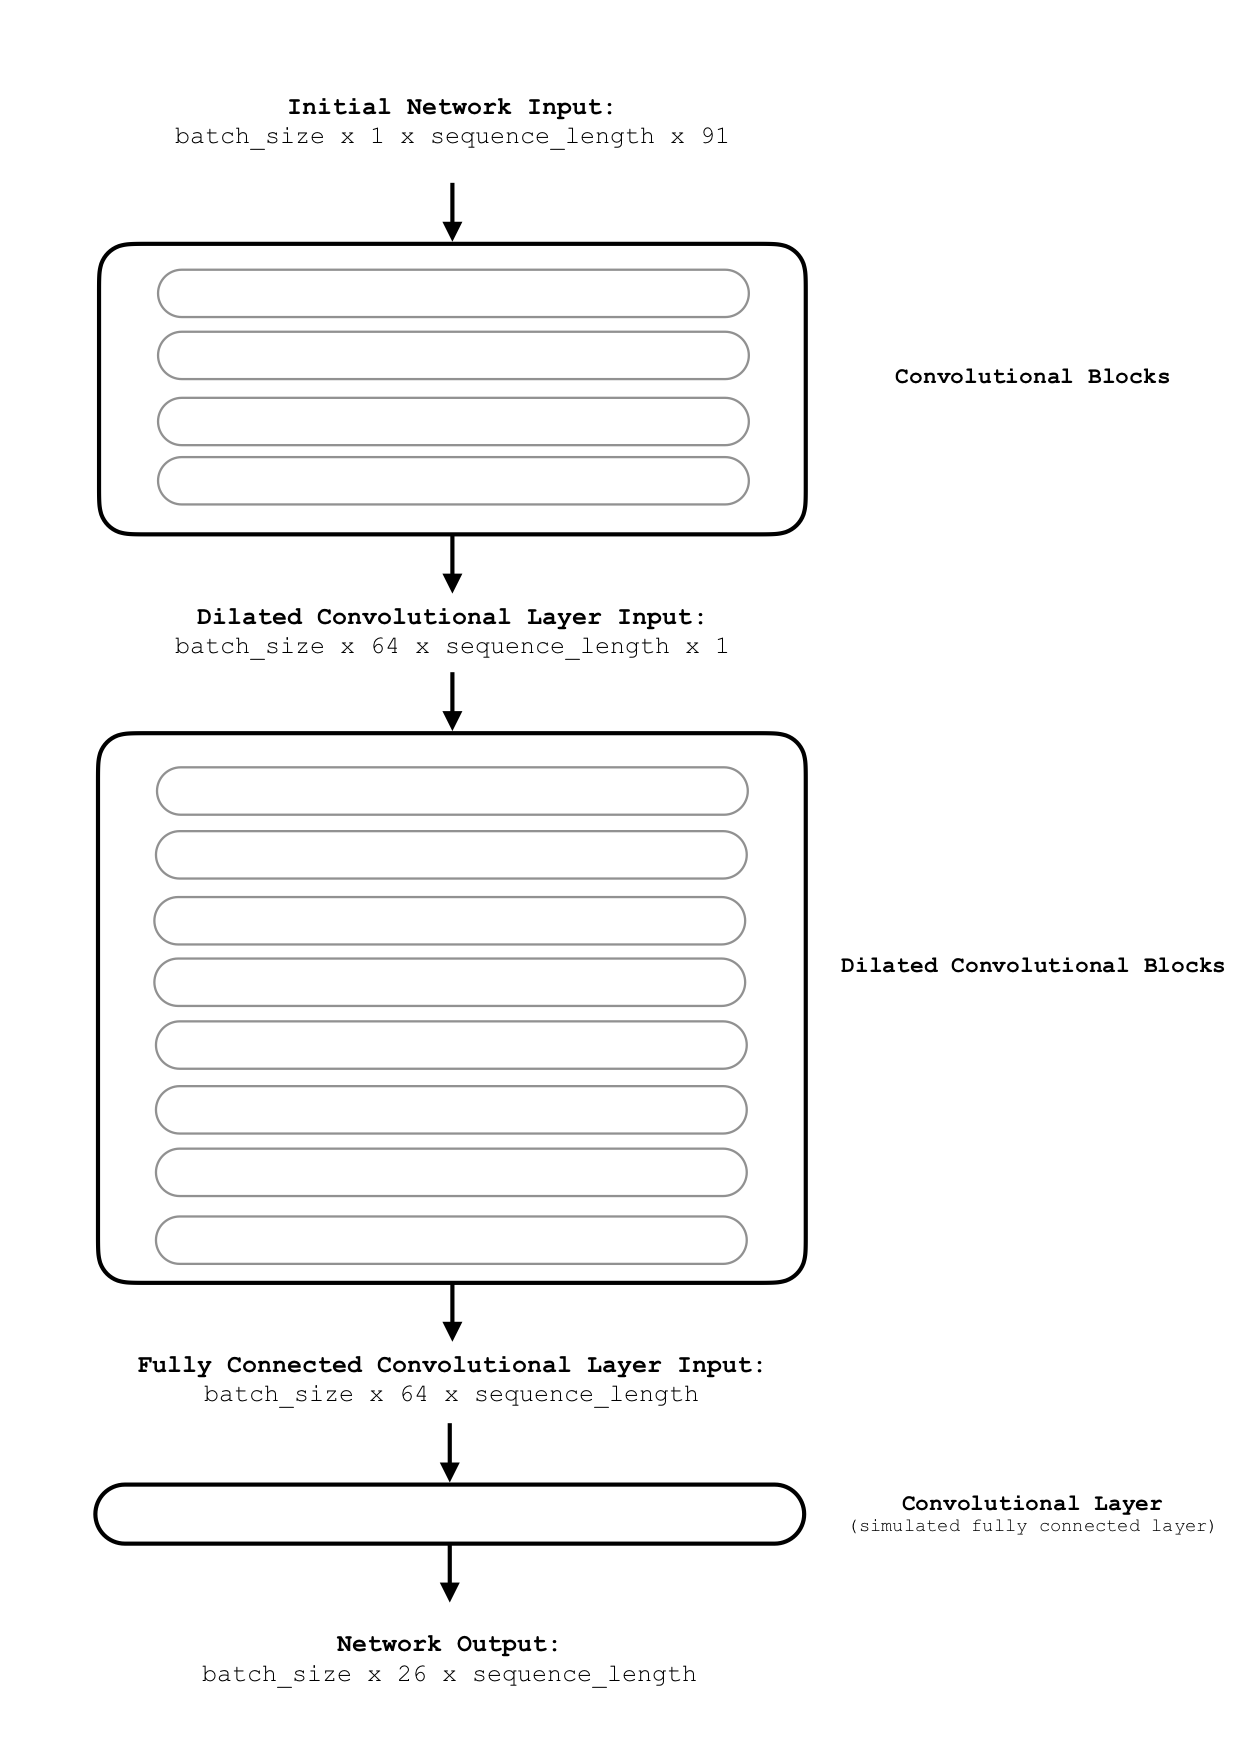 Initial Network Input:
batch_size x 1 x sequence_length x 91
Convolutional Blocks
Dilated Convolutional Layer Input:
batch_size x 64 x sequence_length x 1
Dilated Convolutional Blocks
Fully Connected Convolutional Layer Input:
batch_size x 64 x sequence_length
Convolutional Layer
(simulated fully connected layer)
Network Output:
batch_size x 26 x sequence_length